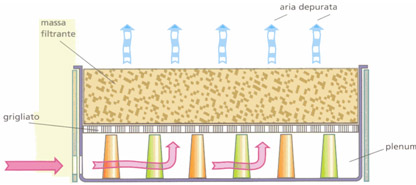 aria depurata
massa
filtrante
grigliato
plenum